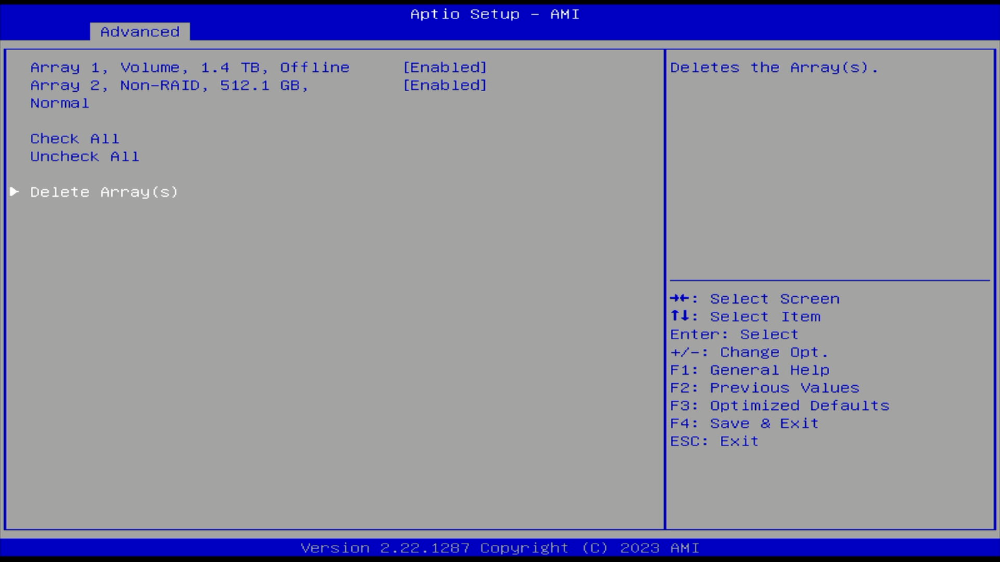 Aptio Setup - AMI
Advanced
Array 1, Volume, 1.4 TB, Offline [Enabled]
Array 2, Non-RAID, 512.1 GB, [Enabled]
Normal
Check All
Uncheck All
▶ Delete Array(s)
Deletes the Array(s).
→←: Select Screen
↑↓: Select Item
Enter: Select
+/-: Change Opt.
F1: General Help
F2: Previous Values
F3: Optimized Defaults
F4: Save & Exit
ESC: Exit
Version 2.22.1287 Copyright (C) 2023 AMI